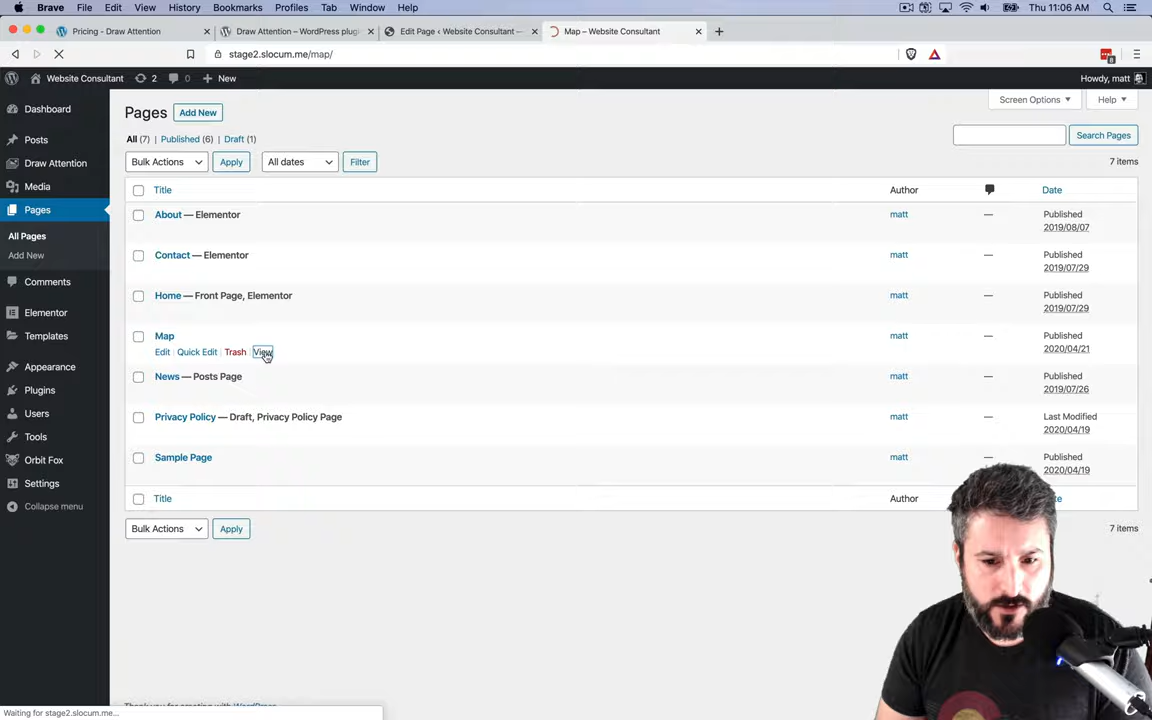 Brave File Edit View History Bookmarks Profiles Tab Window Help Thu 11:06 AM
Pricing - Draw Attention × Draw Attention – WordPress plugi × Edit Page ‹ Website Consultant — × Map – Website Consultant × +
stage2.slocum.me/map/
8
Website Consultant 2 0 + New Howdy, matt
Dashboard
Posts
Draw Attention
Media
Pages
All Pages
Add New
Comments
Elementor
Templates
Appearance
Plugins
Users
Tools
Orbit Fox
Settings
Collapse menu
Screen Options Help
Pages Add New
All (7) | Published (6) | Draft (1)
Search Pages
Bulk Actions Apply All dates Filter 7 items
Title Author Date
About — Elementor matt — Published
2019/08/07
Contact — Elementor matt — Published
2019/07/29
Home — Front Page, Elementor matt — Published
2019/07/29
Map matt — Published
Edit | Quick Edit | Trash | View 2020/04/21
News — Posts Page matt — Published
2019/07/26
Privacy Policy — Draft, Privacy Policy Page matt — Last Modified
2020/04/19
Sample Page matt — Published
2020/04/19
Title Author
Bulk Actions Apply 7 items
Thank you for creating with WordPress
Waiting for stage2.slocum.me...